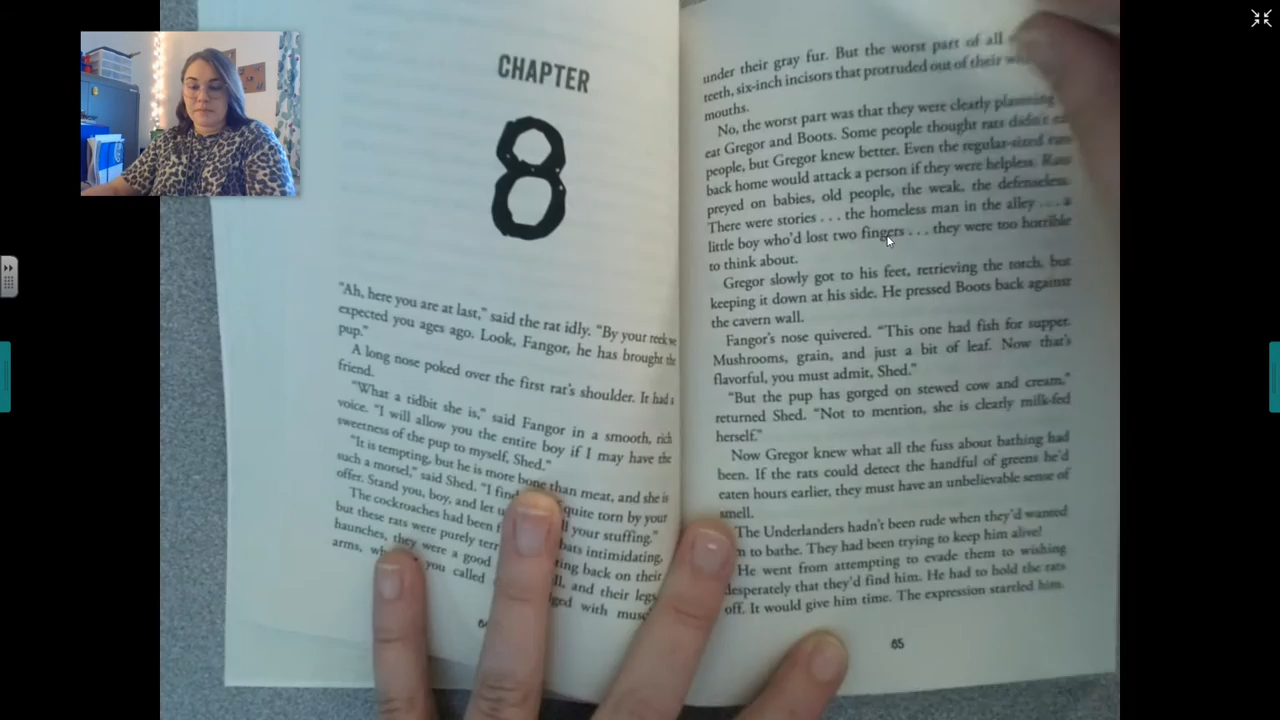 CHAPTER
8
"Ah, here you are at last," said the rat idly. "By your reek we
expected you ages ago. Look, Fangor, he has brought the
pup."
A long nose poked over the first rat's shoulder. It had a
friend.
"What a tidbit she is," said Fangor in a smooth, rich
voice. "I will allow you the entire boy if I may have the
sweetness of the pup to myself, Shed."
"It is tempting, but he is more bone than meat, and she is
such a morsel," said Shed. "I find quite torn by your
offer. Stand you, boy, and let your stuffing."
The cockroaches had been bats intimidating,
but these rats were purely back on their
haunches, they were a good and their legs,
arms, you called with
under their gray fur. But the worst part of all
teeth, six-inch incisors that protruded out of their
mouths.
No, the worst part was that they were clearly planning
eat Gregor and Boots. Some people thought rats didn't
people, but Gregor knew better. Even the regular-sized
back home would attack a person if they were helpless. Rats
preyed on babies, old people, the weak, the defenseless.
There were stories . . . the homeless man in the alley . . . a
little boy who'd lost two fingers . . . they were too horrible
to think about.
Gregor slowly got to his feet, retrieving the torch, but
keeping it down at his side. He pressed Boots back against
the cavern wall.
Fangor's nose quivered. "This one had fish for supper.
Mushrooms, grain, and just a bit of leaf. Now that's
flavorful, you must admit, Shed."
"But the pup has gorged on stewed cow and cream,"
returned Shed. "Not to mention, she is clearly milk-fed
herself."
Now Gregor knew what all the fuss about bathing had
been. If the rats could detect the handful of greens he'd
eaten hours earlier, they must have an unbelievable sense of
smell.
The Underlanders hadn't been rude when they'd wanted
to bathe. They had been trying to keep him alive!
He went from attempting to evade them to wishing
desperately that they'd find him. He had to hold the rats
off. It would give him time. The expression startled him.
65